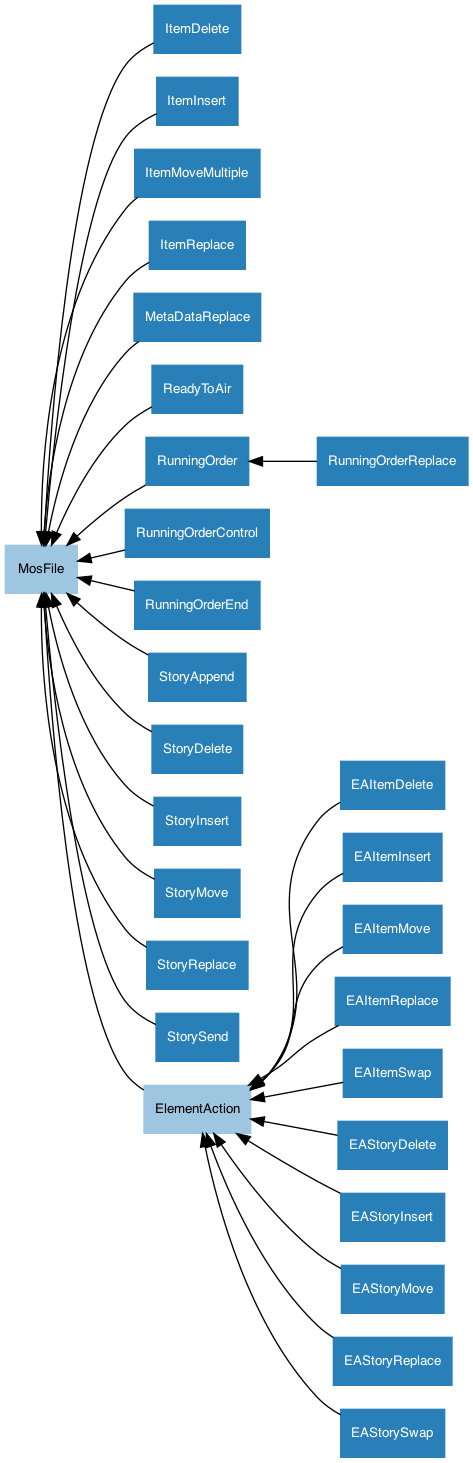 ItemDelete
ItemInsert
ItemMoveMultiple
ItemReplace
MetaDataReplace
ReadyToAir
RunningOrder
RunningOrderReplace
RunningOrderControl
MosFile
RunningOrderEnd
StoryAppend
StoryDelete
EAItemDelete
StoryInsert
EAItemInsert
StoryMove
EAItemMove
StoryReplace
EAItemReplace
StorySend
EAItemSwap
ElementAction
EAStoryDelete
EAStoryInsert
EAStoryMove
EAStoryReplace
EAStorySwap